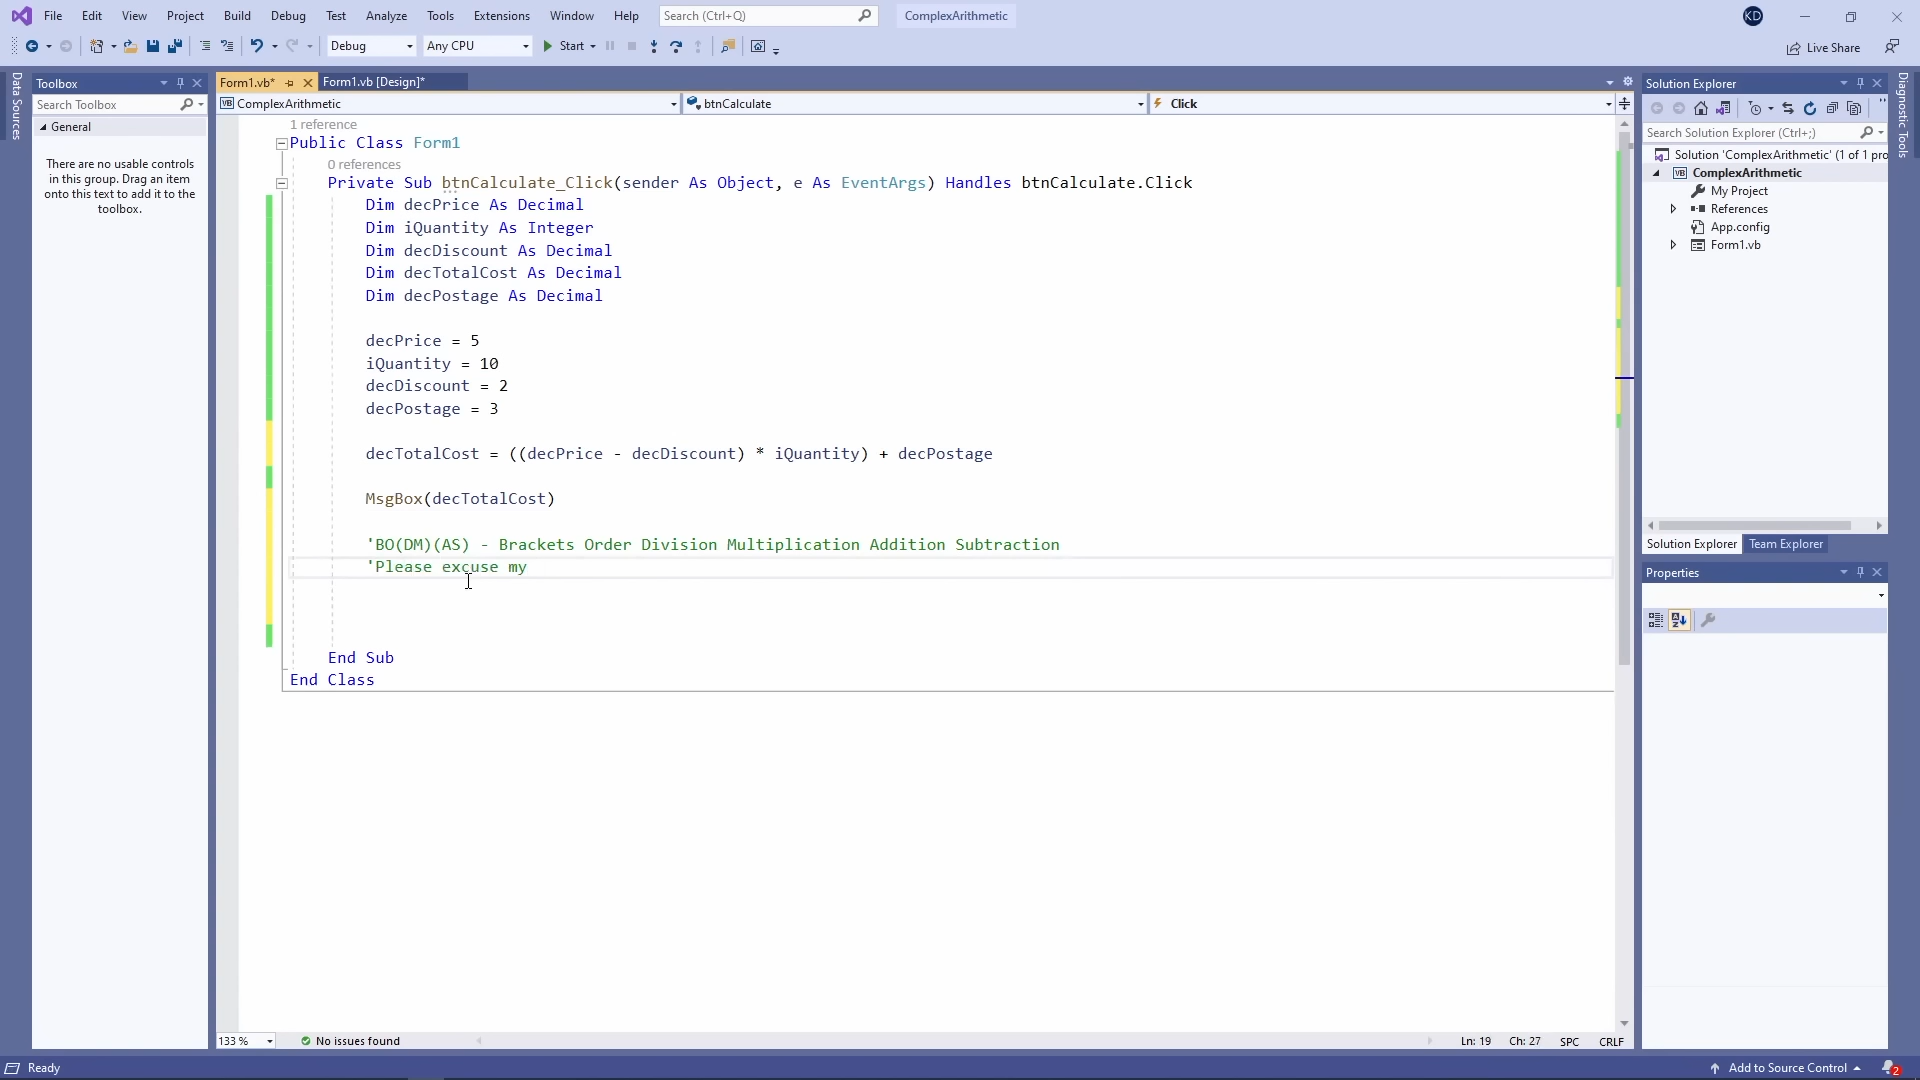 File Edit View Project Build Debug Test Analyze Tools Extensions Window Help Search (Ctrl+Q) ComplexArithmetic KD
Debug Any CPU Start Live Share
Data Sources
Toolbox
Search Toolbox
General
There are no usable controls
in this group. Drag an item
onto this text to add it to the
toolbox.
Form1.vb* Form1.vb [Design]*
VB ComplexArithmetic btnCalculate Click
1 reference
Public Class Form1
0 references
Private Sub btnCalculate_Click(sender As Object, e As EventArgs) Handles btnCalculate.Click
Dim decPrice As Decimal
Dim iQuantity As Integer
Dim decDiscount As Decimal
Dim decTotalCost As Decimal
Dim decPostage As Decimal
decPrice = 5
iQuantity = 10
decDiscount = 2
decPostage = 3
decTotalCost = ((decPrice - decDiscount) * iQuantity) + decPostage
MsgBox(decTotalCost)
'BO(DM)(AS) - Brackets Order Division Multiplication Addition Subtraction
'Please excuse my
End Sub
End Class
133 % No issues found Ln: 19 Ch: 27 SPC CRLF
Solution Explorer
Search Solution Explorer (Ctrl+;)
Solution 'ComplexArithmetic' (1 of 1 pro
VB ComplexArithmetic
My Project
References
App.config
Form1.vb
Solution Explorer Team Explorer
Properties
Diagnostic Tools
Ready Add to Source Control 2